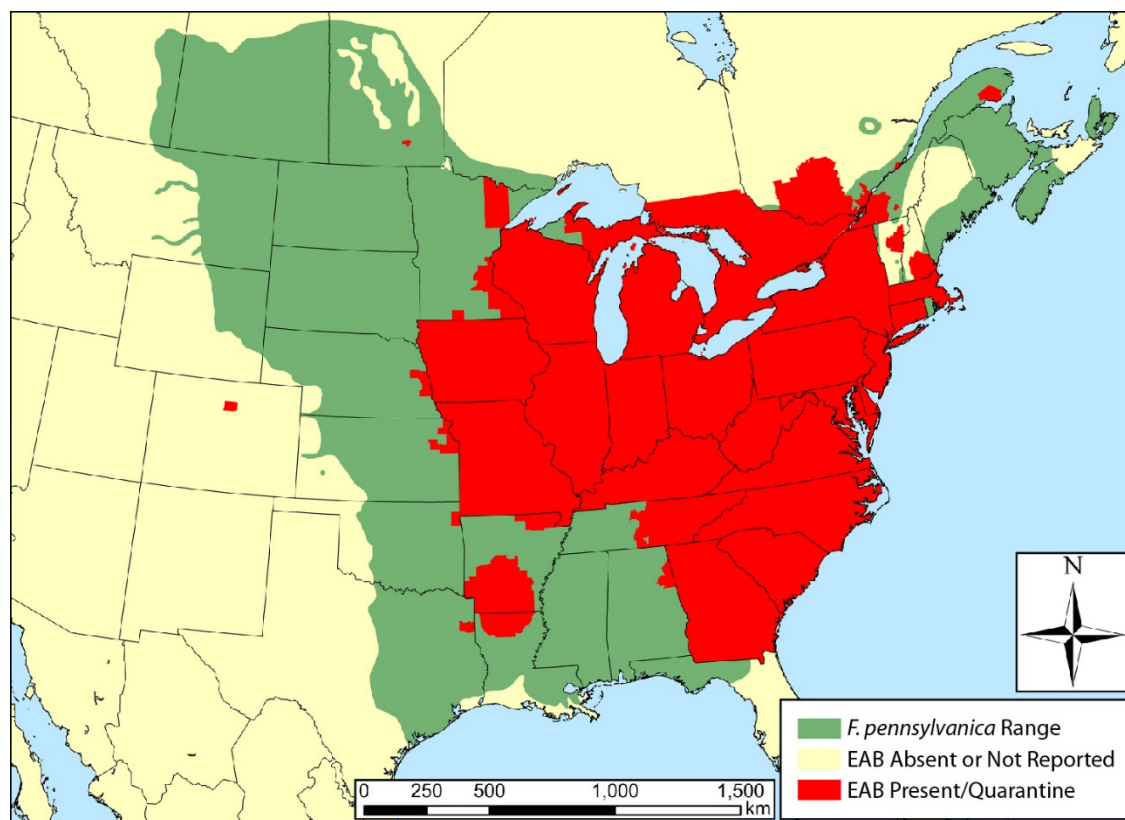 N
F. pennsylvanica Range
EAB Absent or Not Reported
EAB Present/Quarantine
0 250 500 1,000 1,500
km